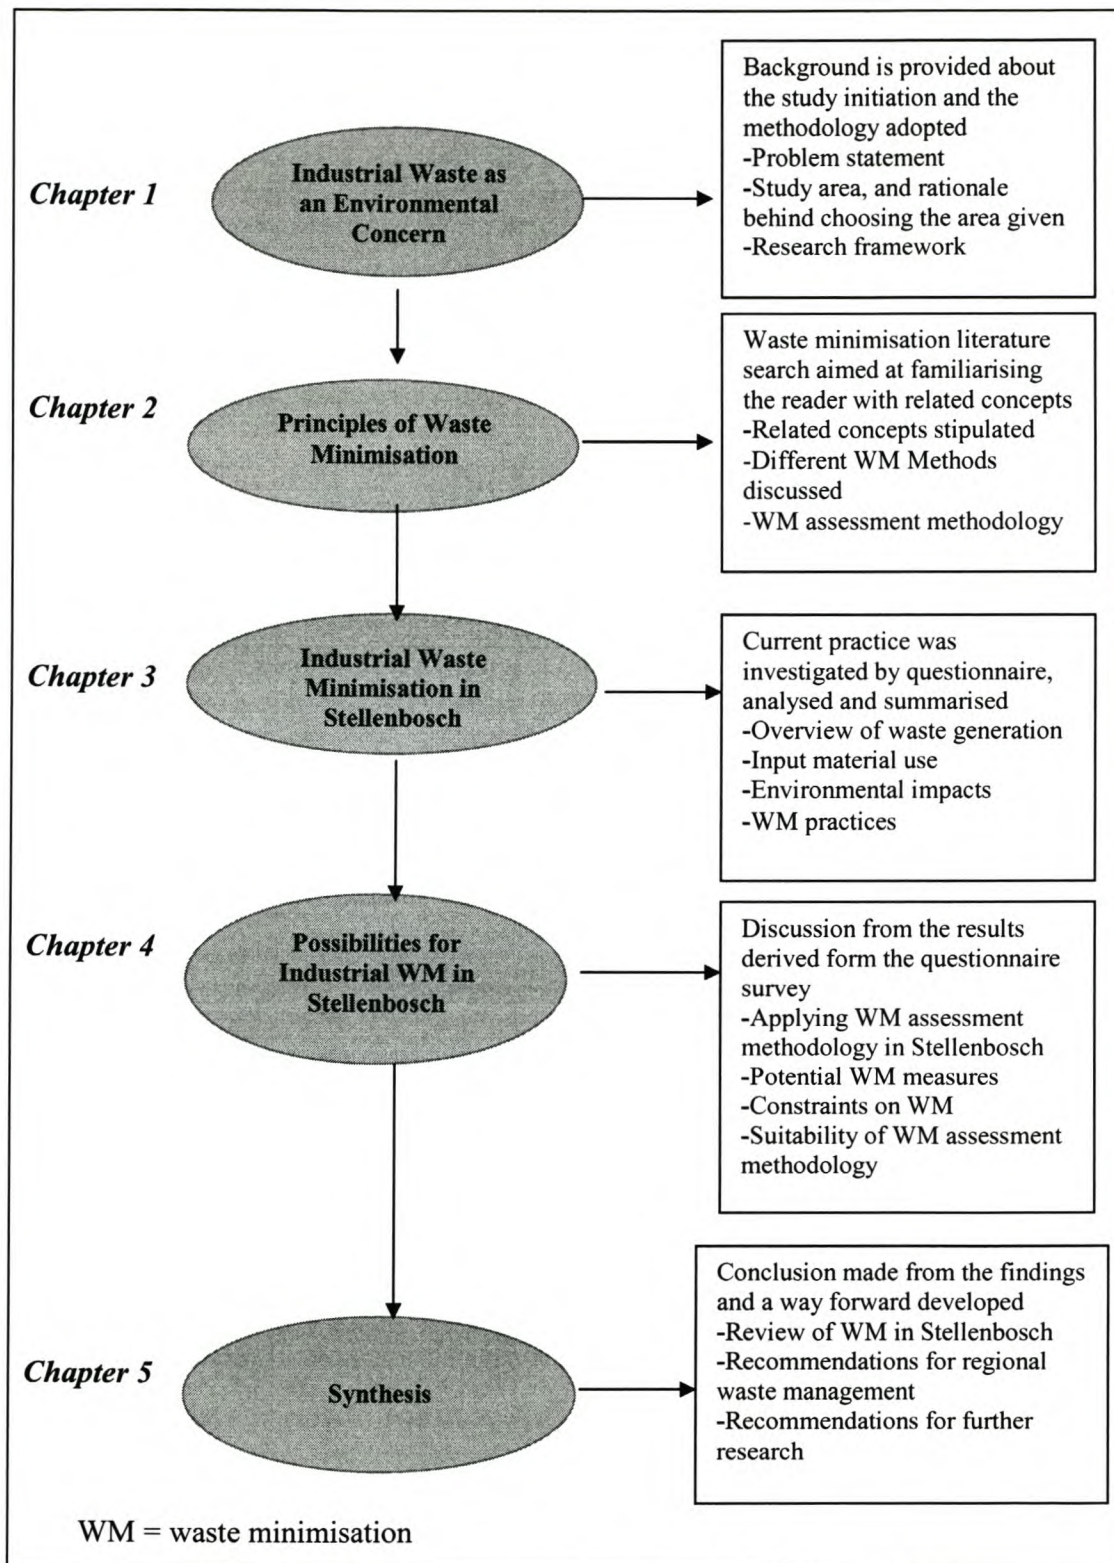 Chapter 1
Industrial Waste as
an Environmental
Concern
Background is provided about
the study initiation and the
methodology adopted
-Problem statement
-Study area, and rationale
behind choosing the area given
-Research framework
Chapter 2
Principles of Waste
Minimisation
Waste minimisation literature
search aimed at familiarising
the reader with related concepts
-Related concepts stipulated
-Different WM Methods
discussed
-WM assessment methodology
Chapter 3
Industrial Waste
Minimisation in
Stellenbosch
Current practice was
investigated by questionnaire,
analysed and summarised
-Overview of waste generation
-Input material use
-Environmental impacts
-WM practices
Chapter 4
Possibilities for
Industrial WM in
Stellenbosch
Discussion from the results
derived form the questionnaire
survey
-Applying WM assessment
methodology in Stellenbosch
-Potential WM measures
-Constraints on WM
-Suitability of WM assessment
methodology
Chapter 5
Synthesis
Conclusion made from the findings
and a way forward developed
-Review of WM in Stellenbosch
-Recommendations for regional
waste management
-Recommendations for further
research
WM = waste minimisation